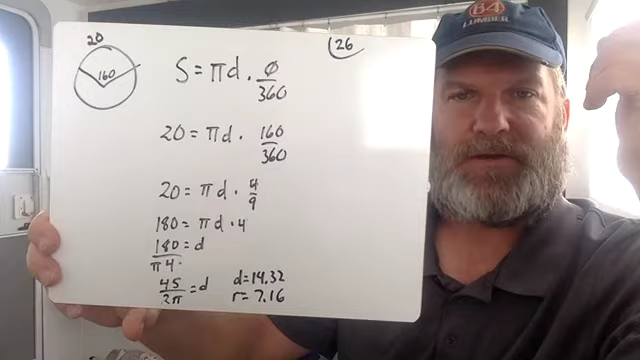 20
160
26
S = πd · φ/360
20 = πd · 160/360
20 = πd · 4/9
180 = πd · 4
180/π4 = d
45/2π = d
d = 14.32
r = 7.16
64
LUMBER